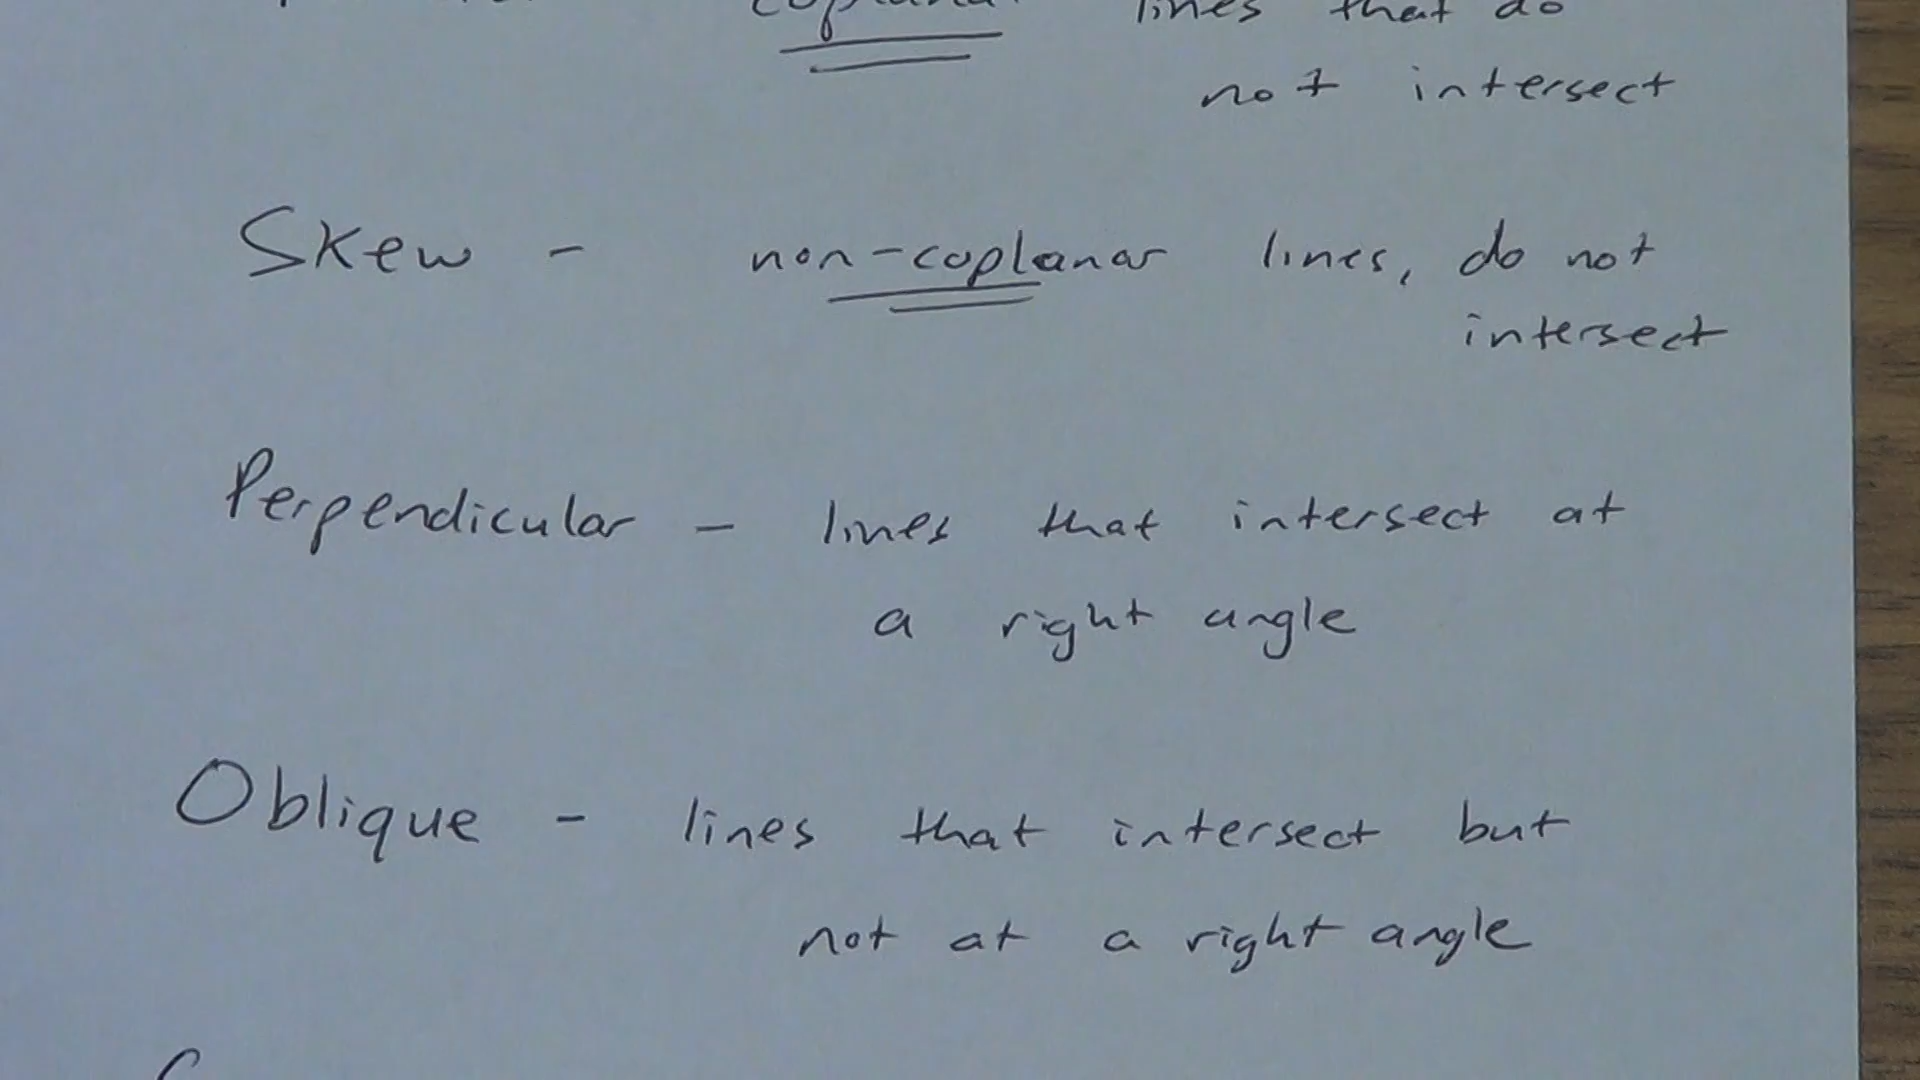 coplanar lines that do
not intersect
Skew - non-coplanar lines, do not
intersect
Perpendicular - lines that intersect at
a right angle
Oblique - lines that intersect but
not at a right angle